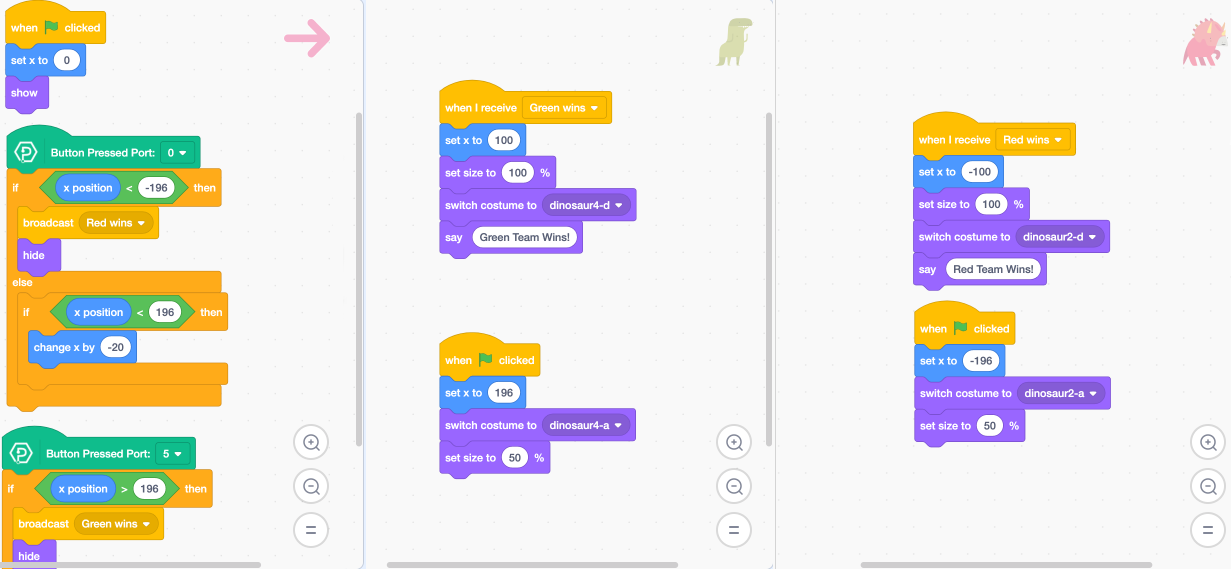 when clicked
set x to 0
show
Button Pressed Port: 0
if x position < -196 then
broadcast Red wins
hide
else
if x position < 196 then
change x by -20
Button Pressed Port: 5
if x position > 196 then
broadcast Green wins
hide
when I receive Green wins
set x to 100
set size to 100 %
switch costume to dinosaur4-d
say Green Team Wins!
when clicked
set x to 196
switch costume to dinosaur4-a
set size to 50 %
when I receive Red wins
set x to -100
set size to 100 %
switch costume to dinosaur2-d
say Red Team Wins!
when clicked
set x to -196
switch costume to dinosaur2-a
set size to 50 %